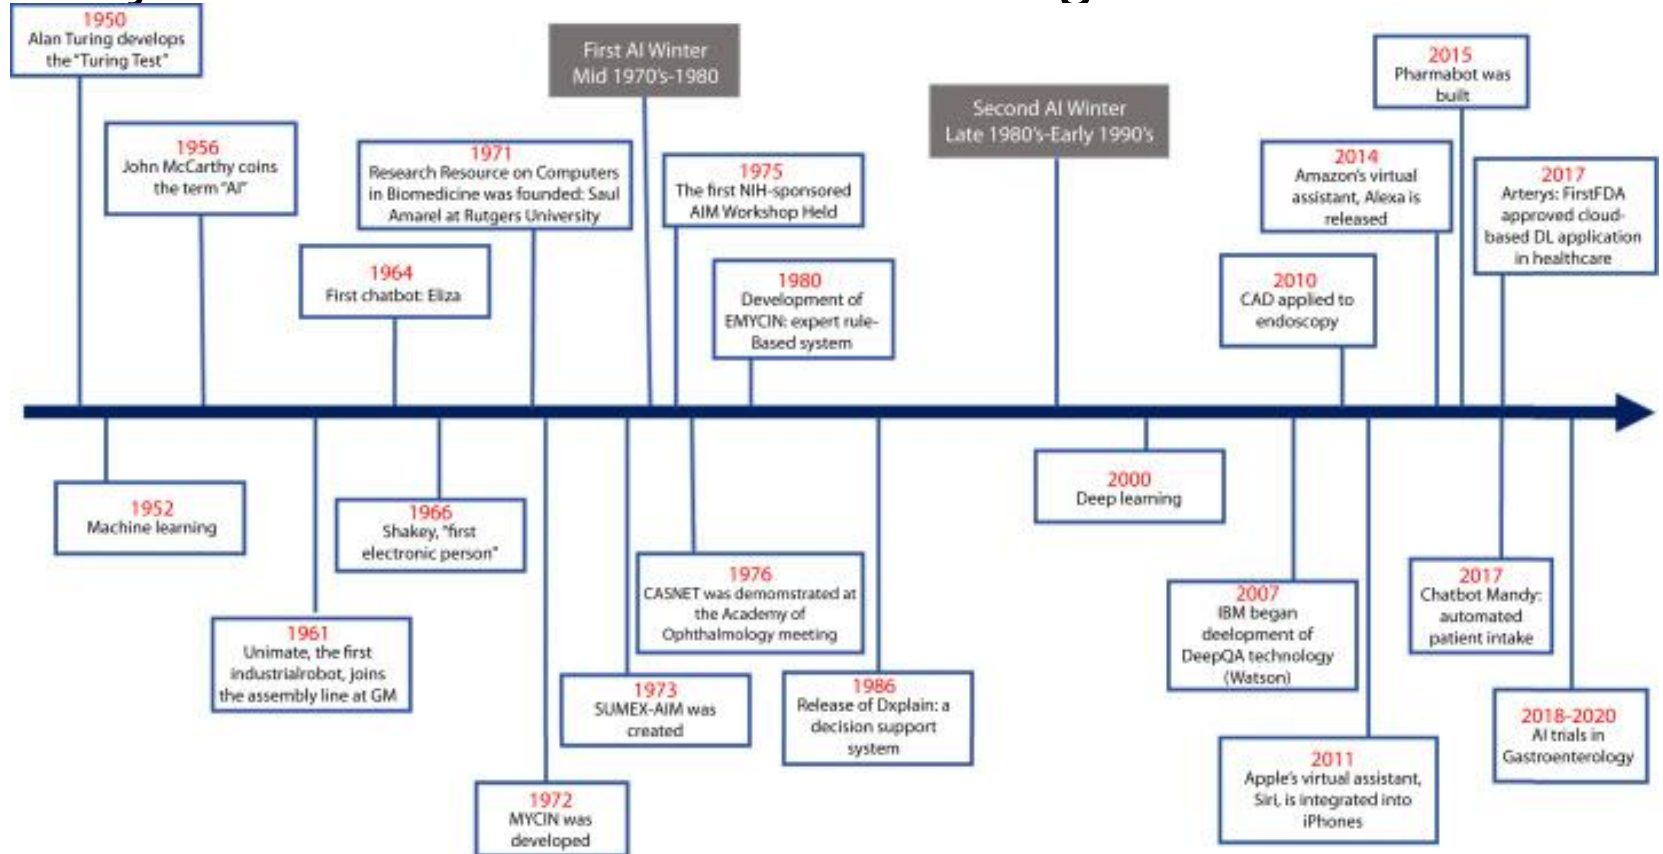 1950
Alan Turing develops
the "Turing Test"
First AI Winter
Mid 1970's-1980
2015
Pharmabot was
built
Second AI Winter
Late 1980's-Early 1990's
1956
John McCarthy coins
the term "AI"
1971
Research Resource on Computers
in Biomedicine was founded: Saul
Amarel at Rutgers University
1975
The first NIH-sponsored
AIM Workshop Held
2014
Amazon's virtual
assistant, Alexa is
released
2017
Arterys: FirstFDA
approved cloud-
based DL application
in healthcare
1964
First chatbot: Eliza
1980
Development of
EMYCIN: expert rule-
Based system
2010
CAD applied to
endoscopy
1952
Machine learning
1966
Shakey, "first
electronic person"
2000
Deep learning
1976
CASNET was demomstrated at
the Academy of
Ophthalmology meeting
2017
Chatbot Mandy:
automated
patient intake
2007
IBM began
deelopment of
DeepQA technology
(Watson)
1961
Unimate, the first
industrialrobot, joins
the assembly line at GM
1973
SUMEX-AIM was
created
1986
Release of Dxplain: a
decision support
system
2018-2020
AI trials in
Gastroenterology
2011
Apple's virtual assistant,
Siri, is integrated into
iPhones
1972
MYCIN was
developed